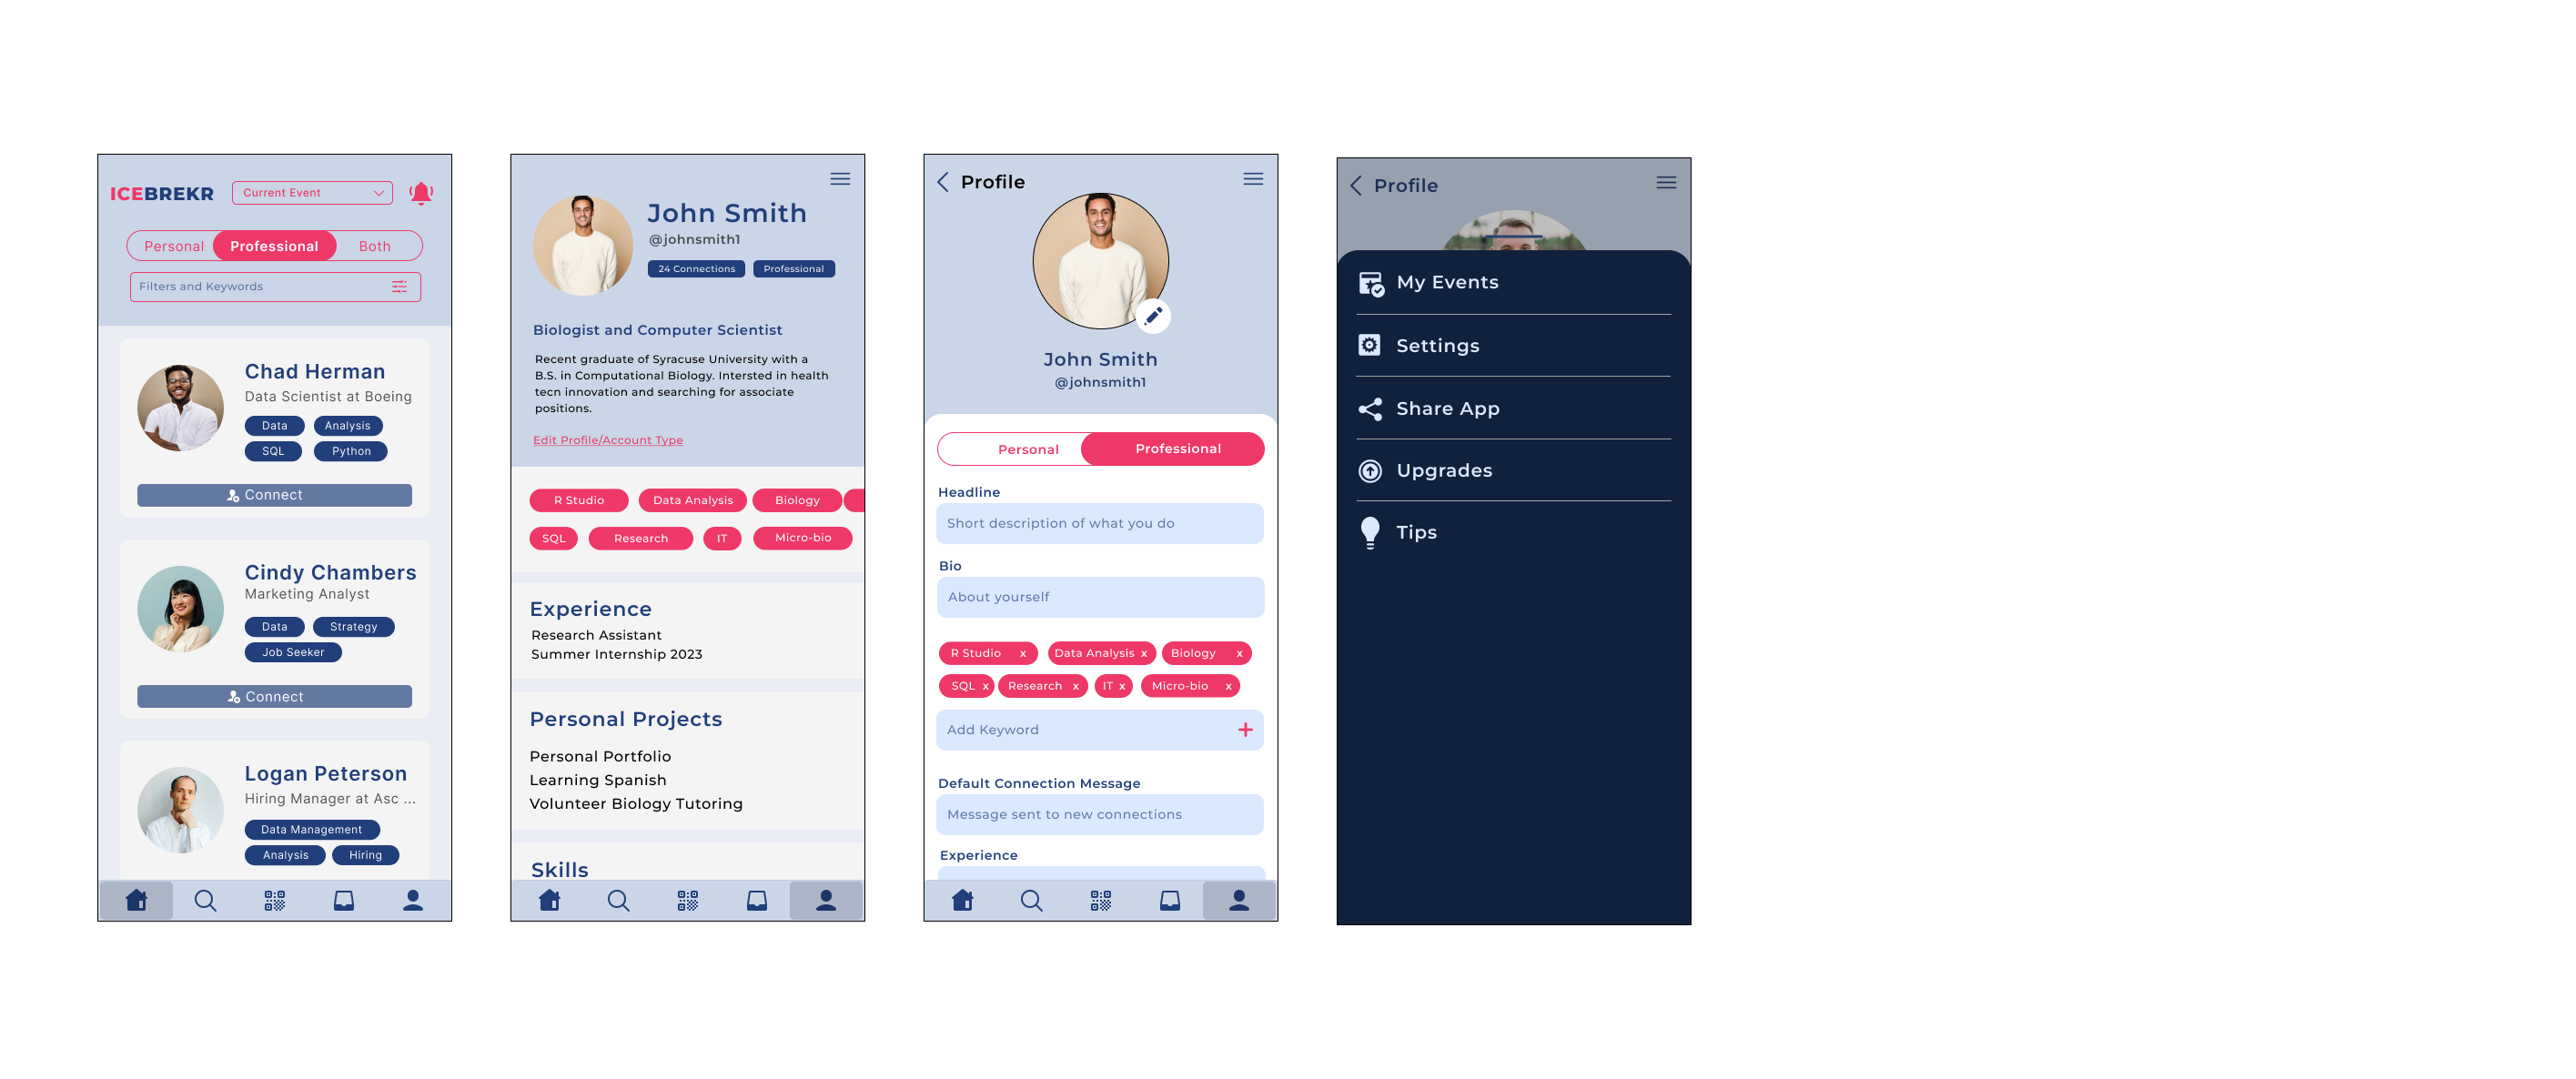 ICEBREKR
Current Event
Personal Professional Both
Filters and Keywords
Chad Herman
Data Scientist at Boeing
Data Analysis
SQL Python
Connect
Cindy Chambers
Marketing Analyst
Data Strategy
Job Seeker
Connect
Logan Peterson
Hiring Manager at Asc ...
Data Management
Analysis Hiring
John Smith
@johnsmith1
24 Connections Professional
Biologist and Computer Scientist
Recent graduate of Syracuse University with a
B.S. in Computational Biology. Intersted in health
tecn innovation and searching for associate
positions.
Edit Profile/Account Type
R Studio Data Analysis Biology
SQL Research IT Micro-bio
Experience
Research Assistant
Summer Internship 2023
Personal Projects
Personal Portfolio
Learning Spanish
Volunteer Biology Tutoring
Skills
Profile
John Smith
@johnsmith1
Personal Professional
Headline
Short description of what you do
Bio
About yourself
R Studio x Data Analysis x Biology x
SQL x Research x IT x Micro-bio x
Add Keyword +
Default Connection Message
Message sent to new connections
Experience
Profile
My Events
Settings
Share App
Upgrades
Tips